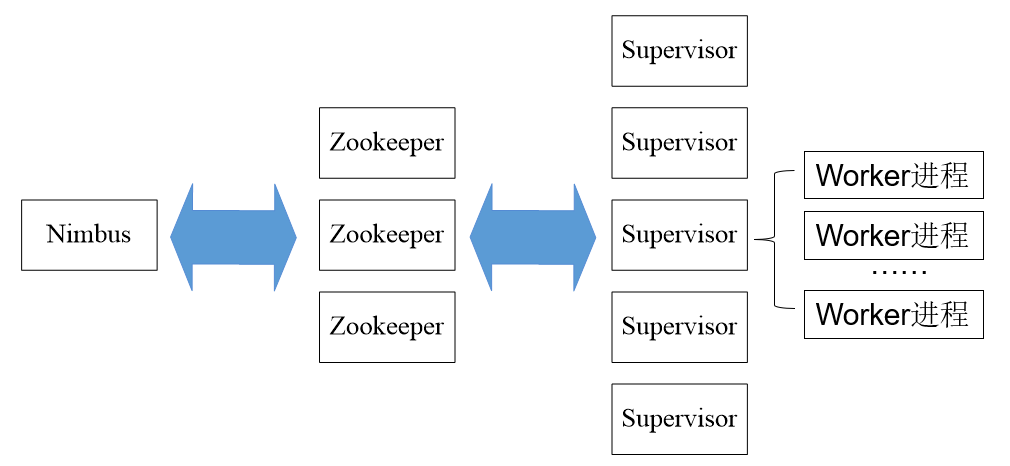 Nimbus
Zookeeper
Zookeeper
Zookeeper
Supervisor
Supervisor
Supervisor
Supervisor
Supervisor
Worker进程
Worker进程
……
Worker进程